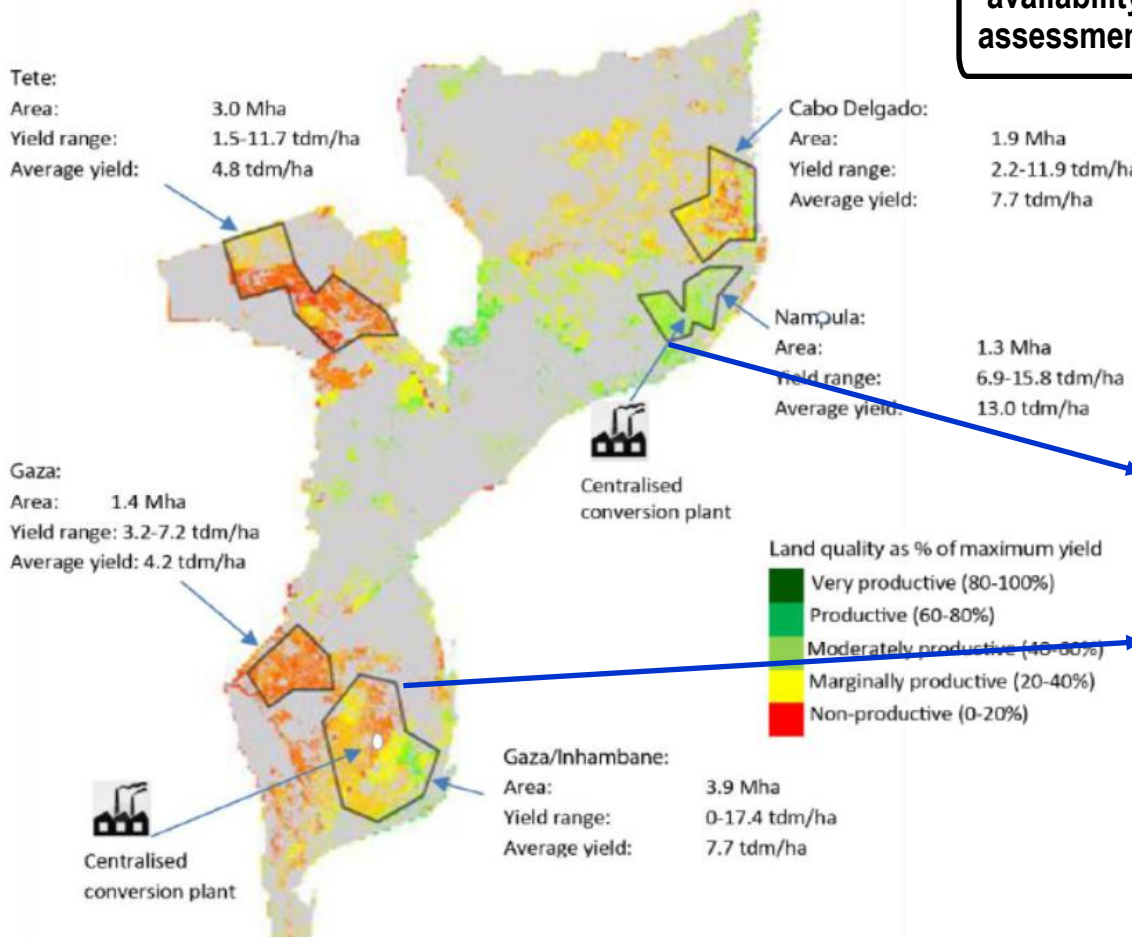 availability
assessment
Tete:
Area: 3.0 Mha
Yield range: 1.5-11.7 tdm/ha
Average yield: 4.8 tdm/ha
Cabo Delgado:
Area: 1.9 Mha
Yield range: 2.2-11.9 tdm/ha
Average yield: 7.7 tdm/ha
Nampula:
Area: 1.3 Mha
Yield range: 6.9-15.8 tdm/ha
Average yield: 13.0 tdm/ha
Centralised
conversion plant
Gaza:
Area: 1.4 Mha
Yield range: 3.2-7.2 tdm/ha
Average yield: 4.2 tdm/ha
Land quality as % of maximum yield
Very productive (80-100%)
Productive (60-80%)
Moderately productive (40-60%)
Marginally productive (20-40%)
Non-productive (0-20%)
Gaza/Inhambane:
Area: 3.9 Mha
Yield range: 0-17.4 tdm/ha
Average yield: 7.7 tdm/ha
Centralised
conversion plant